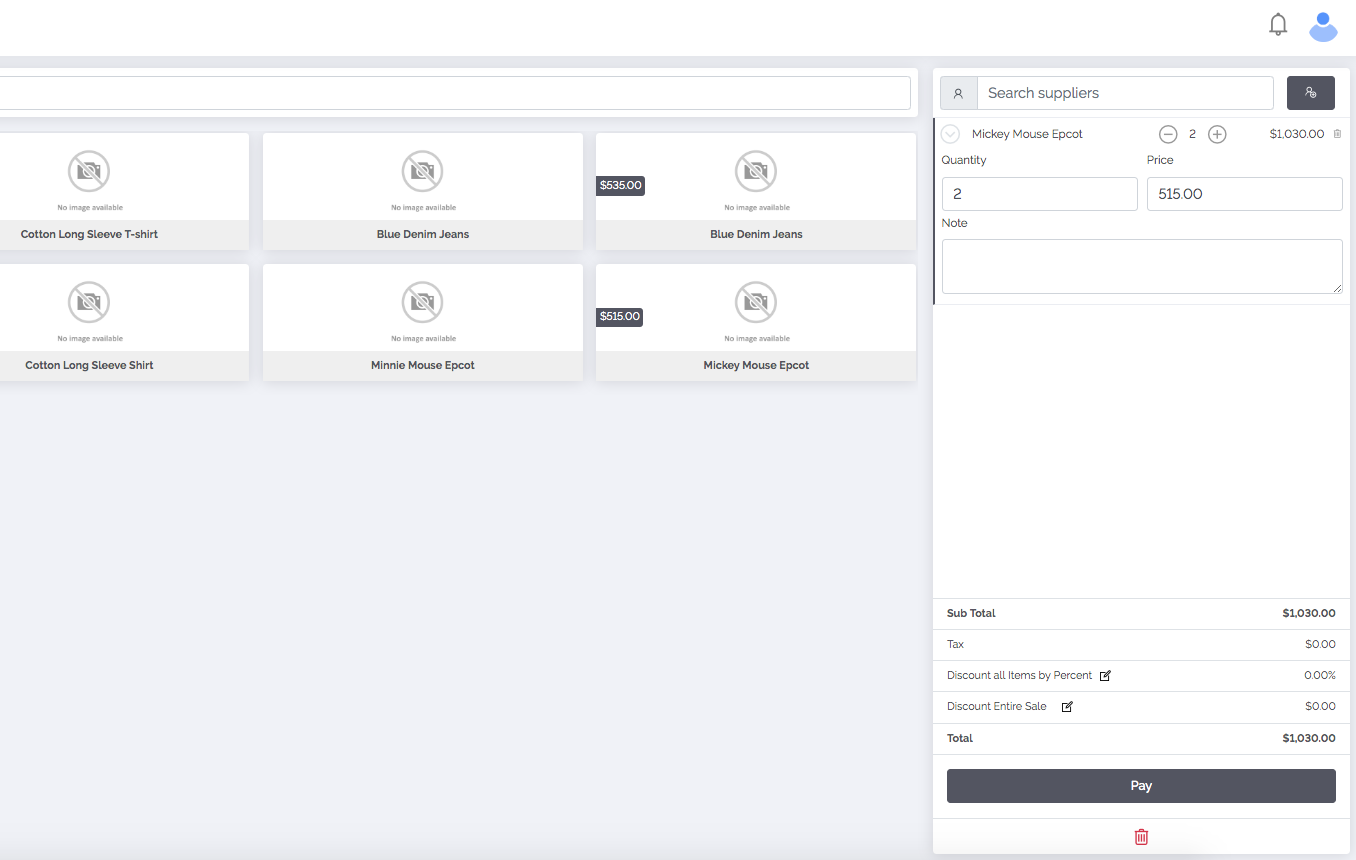 Search suppliers
No image available
Cotton Long Sleeve T-shirt
No image available
Blue Denim Jeans
$535.00
No image available
Blue Denim Jeans
No image available
Cotton Long Sleeve Shirt
No image available
Minnie Mouse Epcot
$515.00
No image available
Mickey Mouse Epcot
Mickey Mouse Epcot 2 $1,030.00
Quantity Price
2 515.00
Note
Sub Total $1,030.00
Tax $0.00
Discount all Items by Percent 0.00%
Discount Entire Sale $0.00
Total $1,030.00
Pay